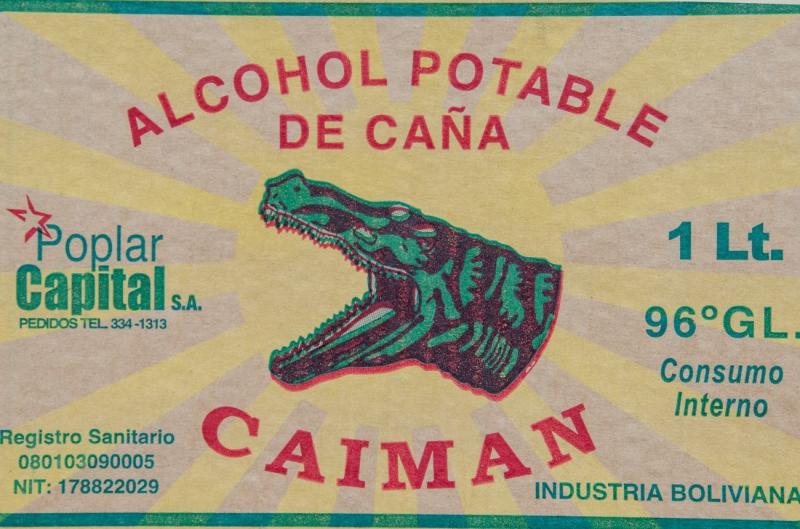 ALCOHOL POTABLE
DE CAÑA
Poplar
Capital S.A.
PEDIDOS TEL. 334-1313
1 Lt.
96°GL.
Consumo
Interno
CAIMAN
Registro Sanitario
080103090005
NIT: 178822029
INDUSTRIA BOLIVIANA